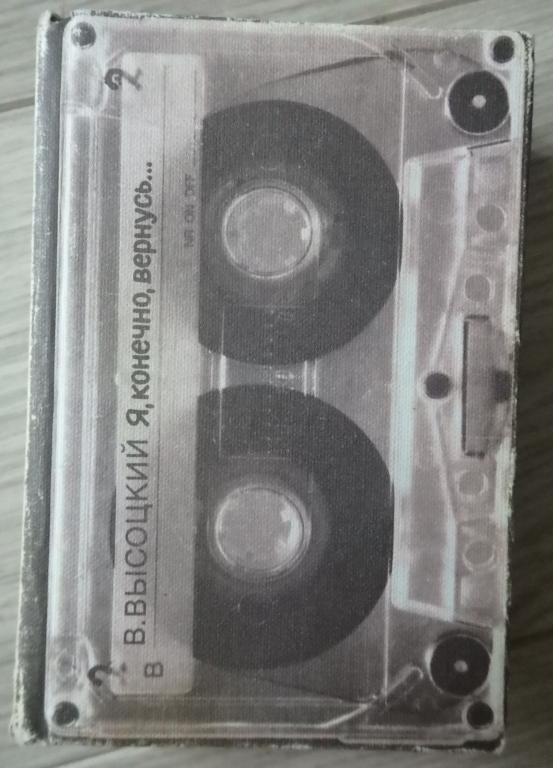 2 2
В.ВЫСОЦКИЙ Я, конечно, вернусь...
B
NR ON OFF